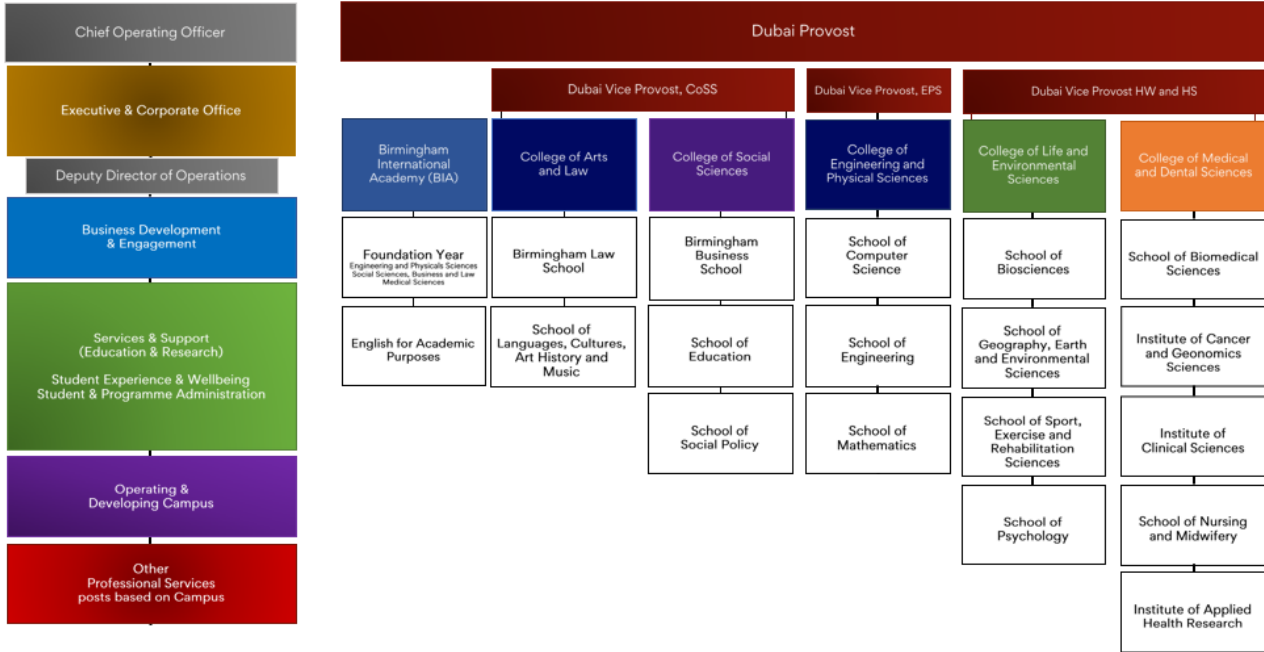 Chief Operating Officer
Executive & Corporate Office
Deputy Director of Operations
Business Development
& Engagement
Services & Support
(Education & Research)
Student Experience & Wellbeing
Student & Programme Administration
Operating &
Developing Campus
Other
Professional Services
posts based on Campus
Dubai Provost
Dubai Vice Provost, CoSS
Dubai Vice Provost, EPS
Dubai Vice Provost HW and HS
Birmingham
International
Academy (BIA)
Foundation Year
Engineering and Physicals Sciences
Social Sciences, Business and Law
Medical Sciences
English for Academic
Purposes
College of Arts
and Law
Birmingham Law
School
School of
Languages, Cultures,
Art History and
Music
College of Social
Sciences
Birmingham
Business
School
School of
Education
School of
Social Policy
College of
Engineering and
Physical Sciences
School of
Computer
Science
School of
Engineering
School of
Mathematics
College of Life and
Environmental
Sciences
School of
Biosciences
School of
Geography, Earth
and Environmental
Sciences
School of Sport,
Exercise and
Rehabilitation
Sciences
School of
Psychology
College of Medical
and Dental Sciences
School of Biomedical
Sciences
Institute of Cancer
and Geonomics
Sciences
Institute of
Clinical Sciences
School of Nursing
and Midwifery
Institute of Applied
Health Research